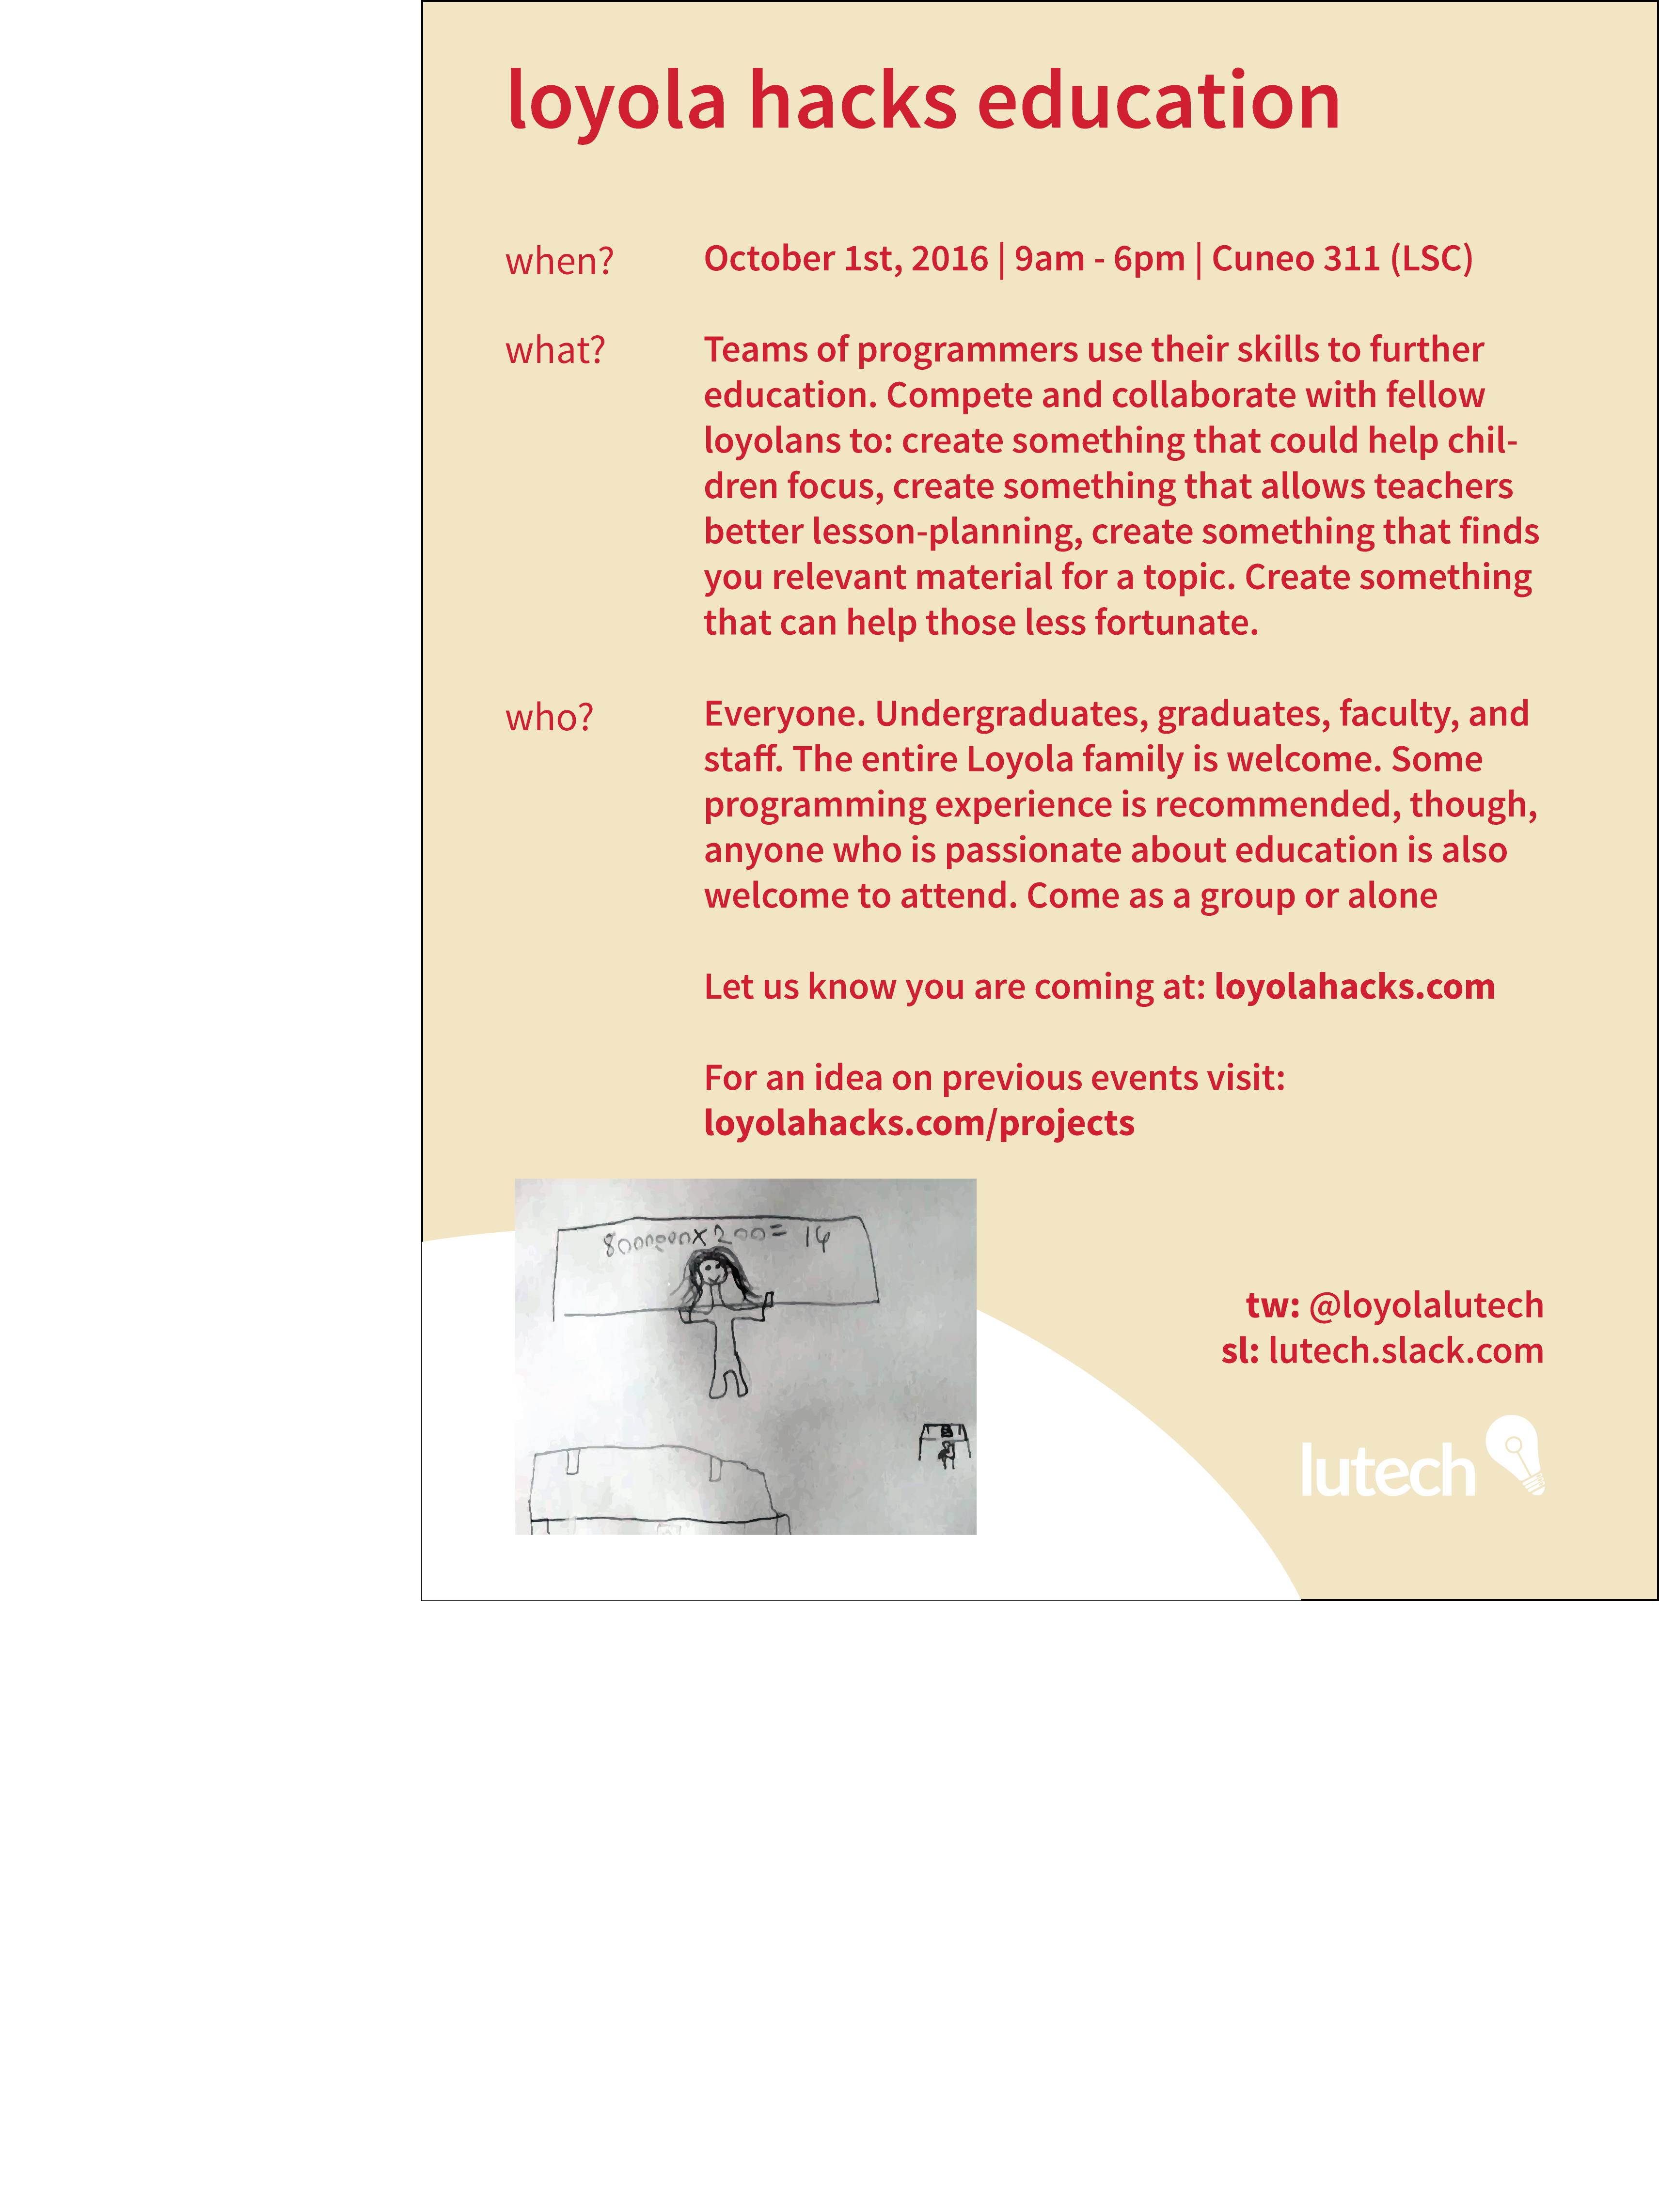 loyola hacks education
when?
October 1st, 2016 | 9am - 6pm | Cuneo 311 (LSC)
what?
Teams of programmers use their skills to further
education. Compete and collaborate with fellow
loyolans to: create something that could help chil-
dren focus, create something that allows teachers
better lesson-planning, create something that finds
you relevant material for a topic. Create something
that can help those less fortunate.
who?
Everyone. Undergraduates, graduates, faculty, and
staff. The entire Loyola family is welcome. Some
programming experience is recommended, though,
anyone who is passionate about education is also
welcome to attend. Come as a group or alone
Let us know you are coming at: loyolahacks.com
For an idea on previous events visit:
loyolahacks.com/projects
8000000x200= 14
tw: @loyolalutech
sl: lutech.slack.com
lutech